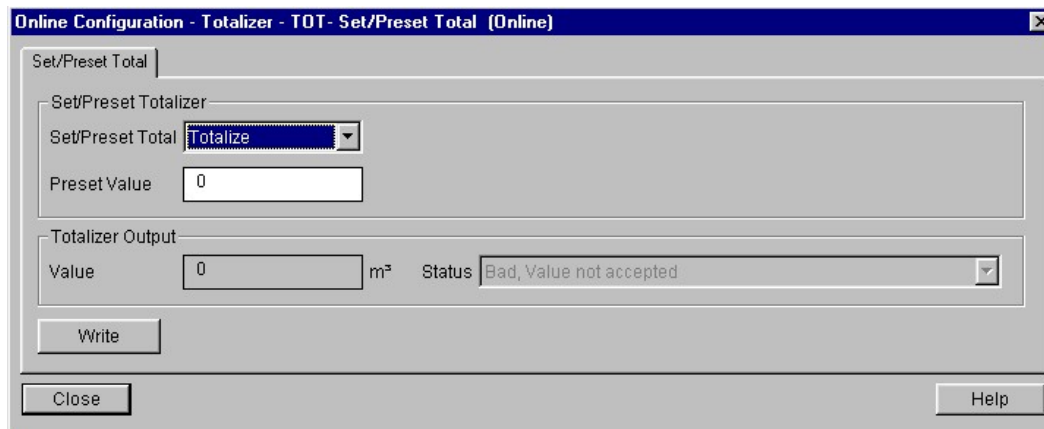 Online Configuration - Totalizer - TOT- Set/Preset Total (Online)
Set/Preset Total
Set/Preset Totalizer
Set/Preset Total Totalize
Preset Value 0
Totalizer Output
Value 0 m³ Status Bad, Value not accepted
Write
Close Help